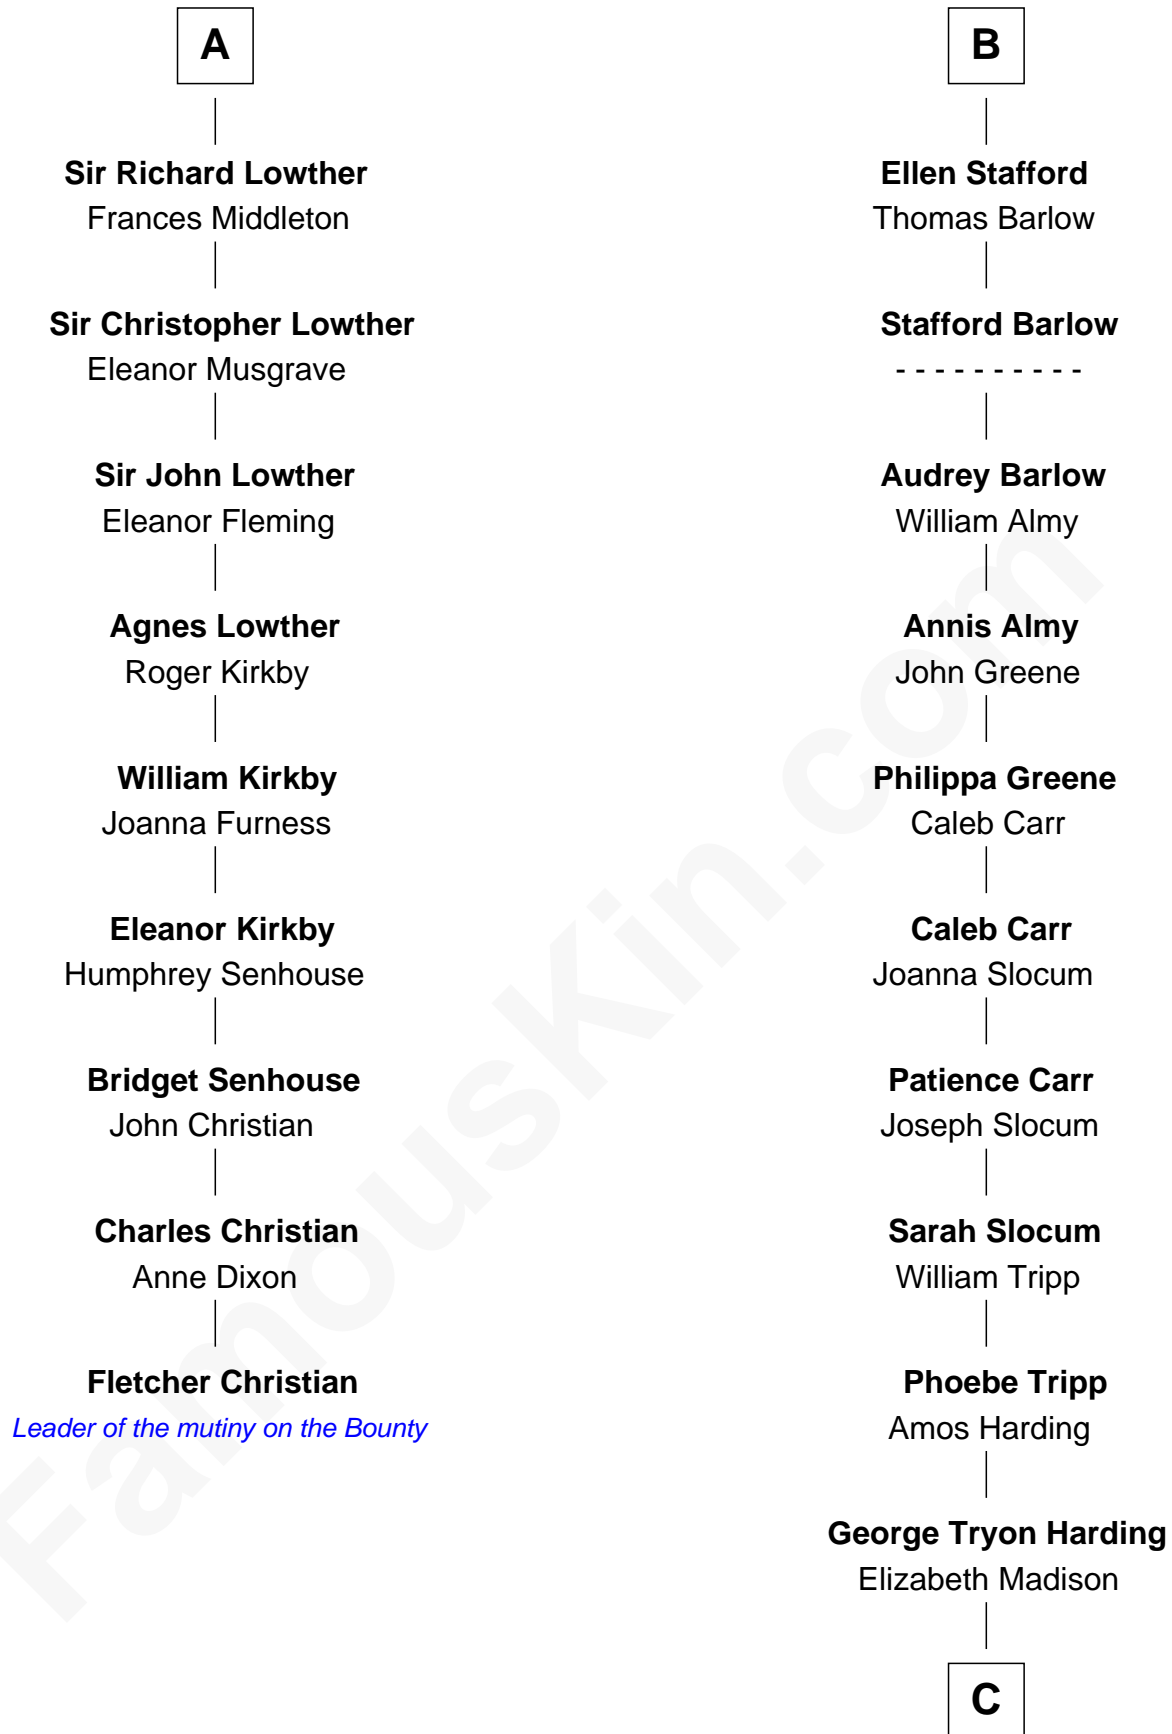 A
Sir Richard Lowther
Frances Middleton
Sir Christopher Lowther
Eleanor Musgrave
Sir John Lowther
Eleanor Fleming
Agnes Lowther
Roger Kirkby
William Kirkby
Joanna Furness
Eleanor Kirkby
Humphrey Senhouse
Bridget Senhouse
John Christian
Charles Christian
Anne Dixon
Fletcher Christian
Leader of the mutiny on the Bounty
B
Ellen Stafford
Thomas Barlow
Stafford Barlow
- - - - - - - - - -
Audrey Barlow
William Almy
Annis Almy
John Greene
Philippa Greene
Caleb Carr
Caleb Carr
Joanna Slocum
Patience Carr
Joseph Slocum
Sarah Slocum
William Tripp
Phoebe Tripp
Amos Harding
George Tryon Harding
Elizabeth Madison
C
FamousKin.com